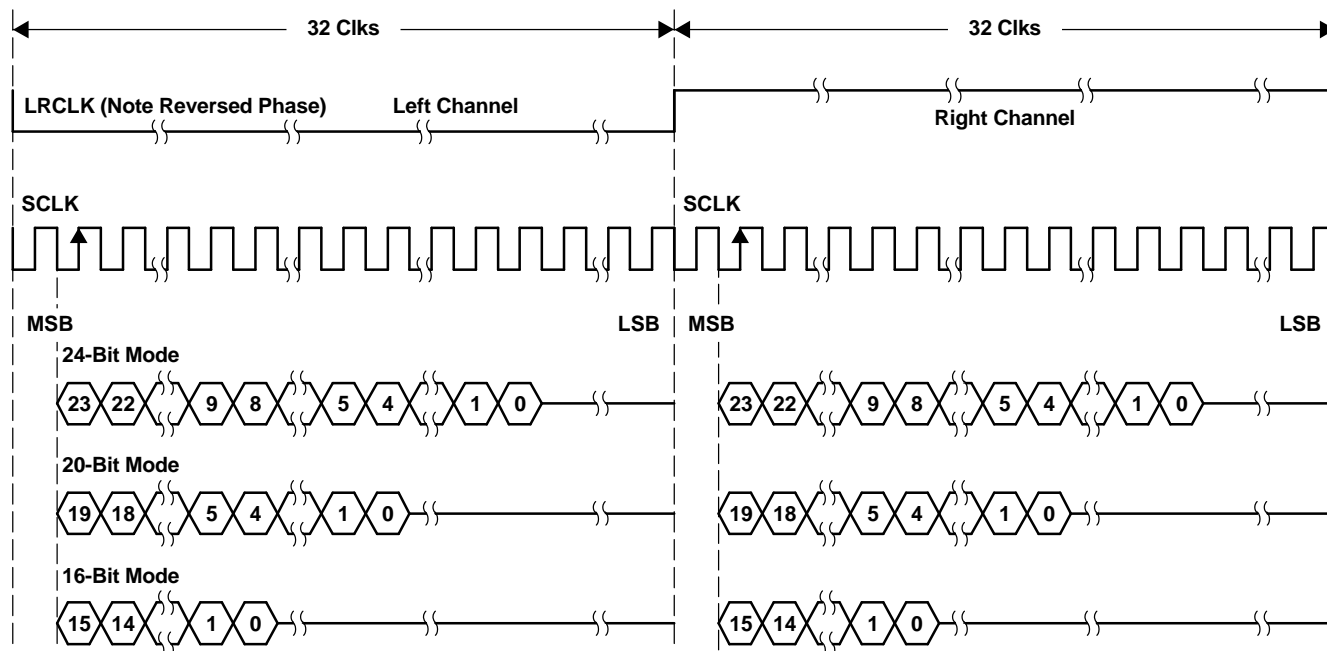 32 Clks
32 Clks
LRCLK (Note Reversed Phase)
Left Channel
Right Channel
SCLK
SCLK
MSB
LSB
MSB
LSB
24-Bit Mode
23 22 9 8 5 4 1 0
23 22 9 8 5 4 1 0
20-Bit Mode
19 18 5 4 1 0
19 18 5 4 1 0
16-Bit Mode
15 14 1 0
15 14 1 0